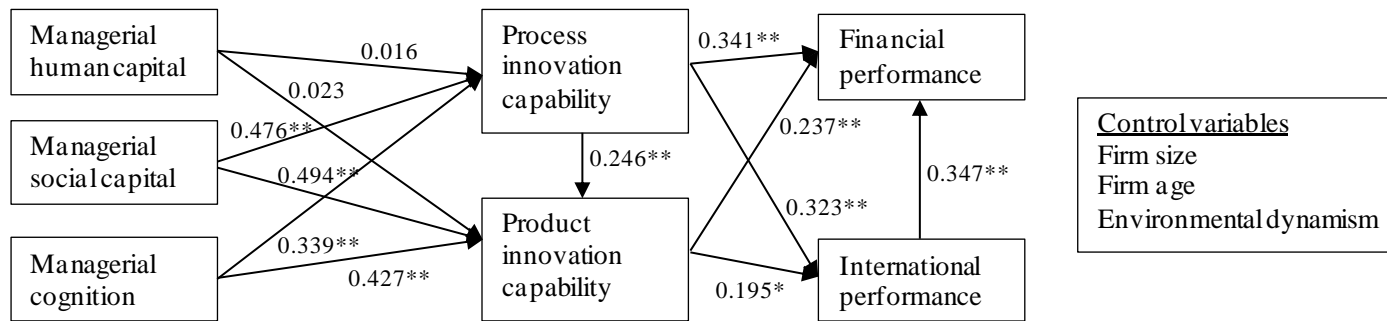 Managerial
human capital
Managerial
social capital
Managerial
cognition
0.016
0.023
0.476**
0.494**
0.339**
0.427**
Process
innovation
capability
0.246**
Product
innovation
capability
0.341**
0.237**
0.323**
0.195*
Financial
performance
0.347**
International
performance
Control variables
Firm size
Firm age
Environmental dynamism